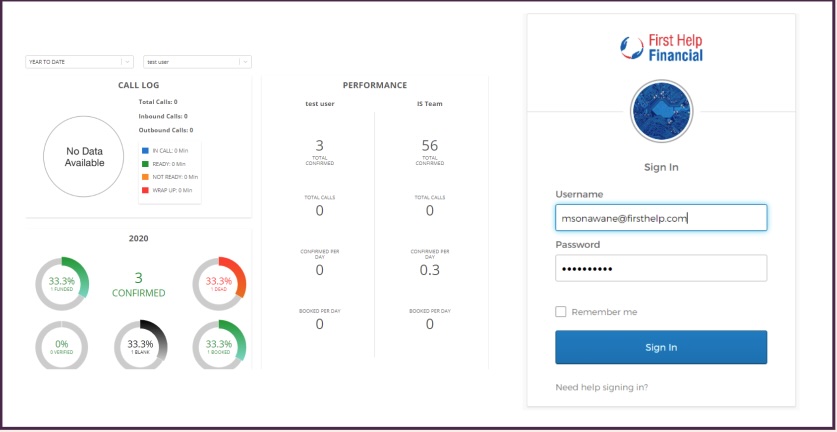 YEAR TO DATE
test user
CALL LOG
Total Calls: 0
Inbound Calls: 0
Outbound Calls: 0
No Data
Available
IN CALL: 0 Min
READY: 0 Min
NOT READY: 0 Min
WRAP UP: 0 Min
2020
33.3%
1 FUNDED
3
CONFIRMED
33.3%
1 DEAD
0%
0 VERIFIED
33.3%
1 BLANK
33.3%
1 BOOKED
PERFORMANCE
test user
IS Team
3
TOTAL
CONFIRMED
56
TOTAL
CONFIRMED
TOTAL CALLS
0
TOTAL CALLS
0
CONFIRMED PER
DAY
0
CONFIRMED PER
DAY
0.3
BOOKED PER DAY
0
BOOKED PER DAY
0
First Help
Financial
Sign In
Username
msonawane@firsthelp.com
Password
••••••••••
Remember me
Sign In
Need help signing in?